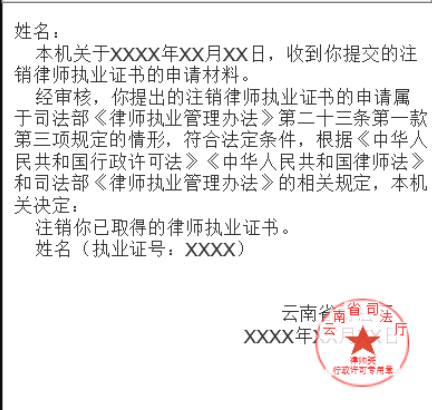 姓名：
本机关于XXXX年XX月XX日，收到你提交的注
销律师执业证书的申请材料。
经审核，你提出的注销律师执业证书的申请属
于司法部《律师执业管理办法》第二十三条第一款
第三项规定的情形，符合法定条件，根据《中华人
民共和国行政许可法》《中华人民共和国律师法》
和司法部《律师执业管理办法》的相关规定，本机
关决定：
注销你已取得的律师执业证书。
姓名（执业证号：XXXX）
云南省司法厅
XXXX年XX月XX日
云南省司法厅
律师类
行政许可专用章